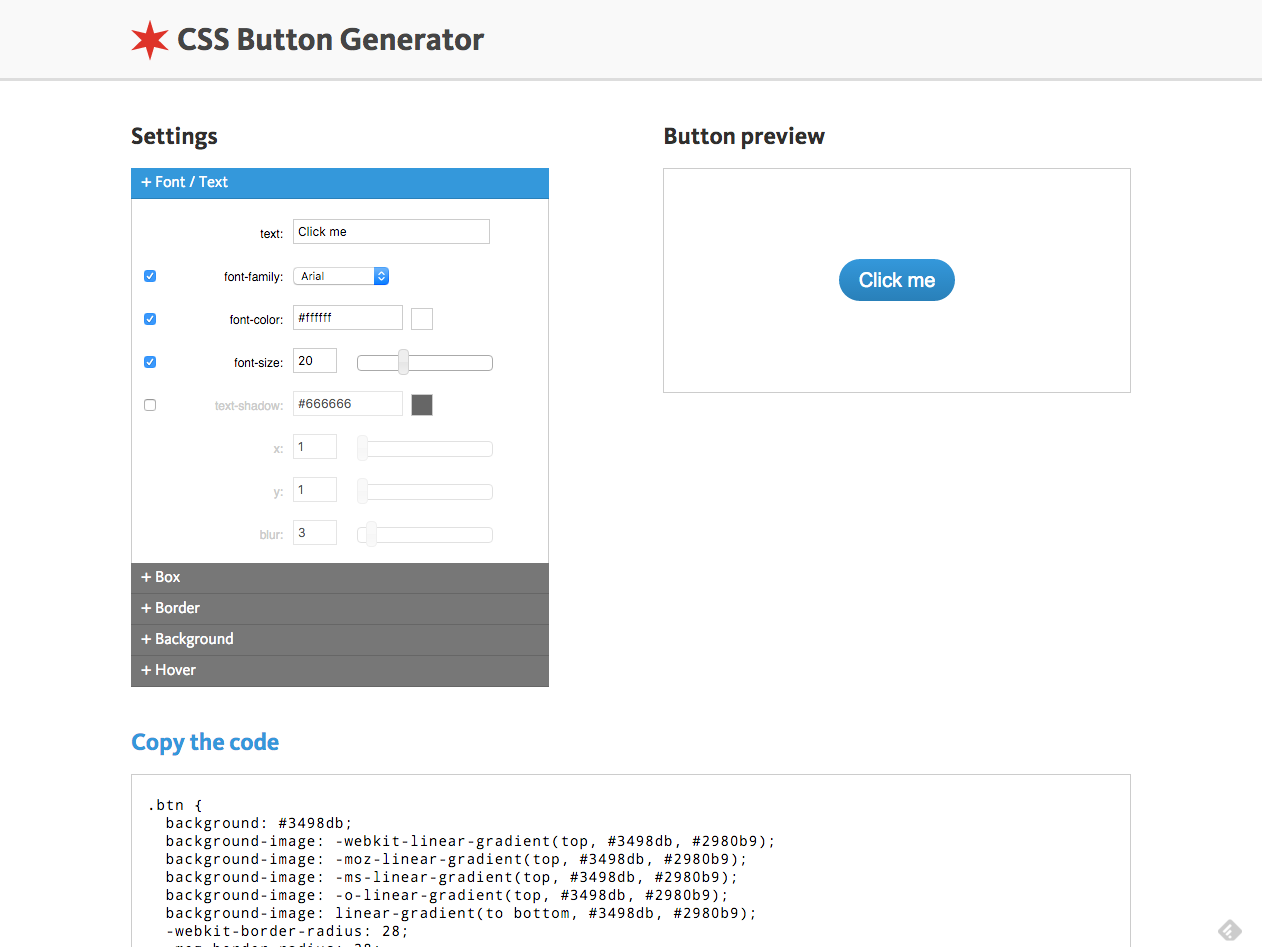 CSS Button Generator
Settings
+ Font / Text
text: Click me
font-family: Arial
font-color: #ffffff
font-size: 20
text-shadow: #666666
x: 1
y: 1
blur: 3
+ Box
+ Border
+ Background
+ Hover
Button preview
Click me
Copy the code
.btn {
  background: #3498db;
  background-image: -webkit-linear-gradient(top, #3498db, #2980b9);
  background-image: -moz-linear-gradient(top, #3498db, #2980b9);
  background-image: -ms-linear-gradient(top, #3498db, #2980b9);
  background-image: -o-linear-gradient(top, #3498db, #2980b9);
  background-image: linear-gradient(to bottom, #3498db, #2980b9);
  -webkit-border-radius: 28;
  -moz-border-radius: 28;